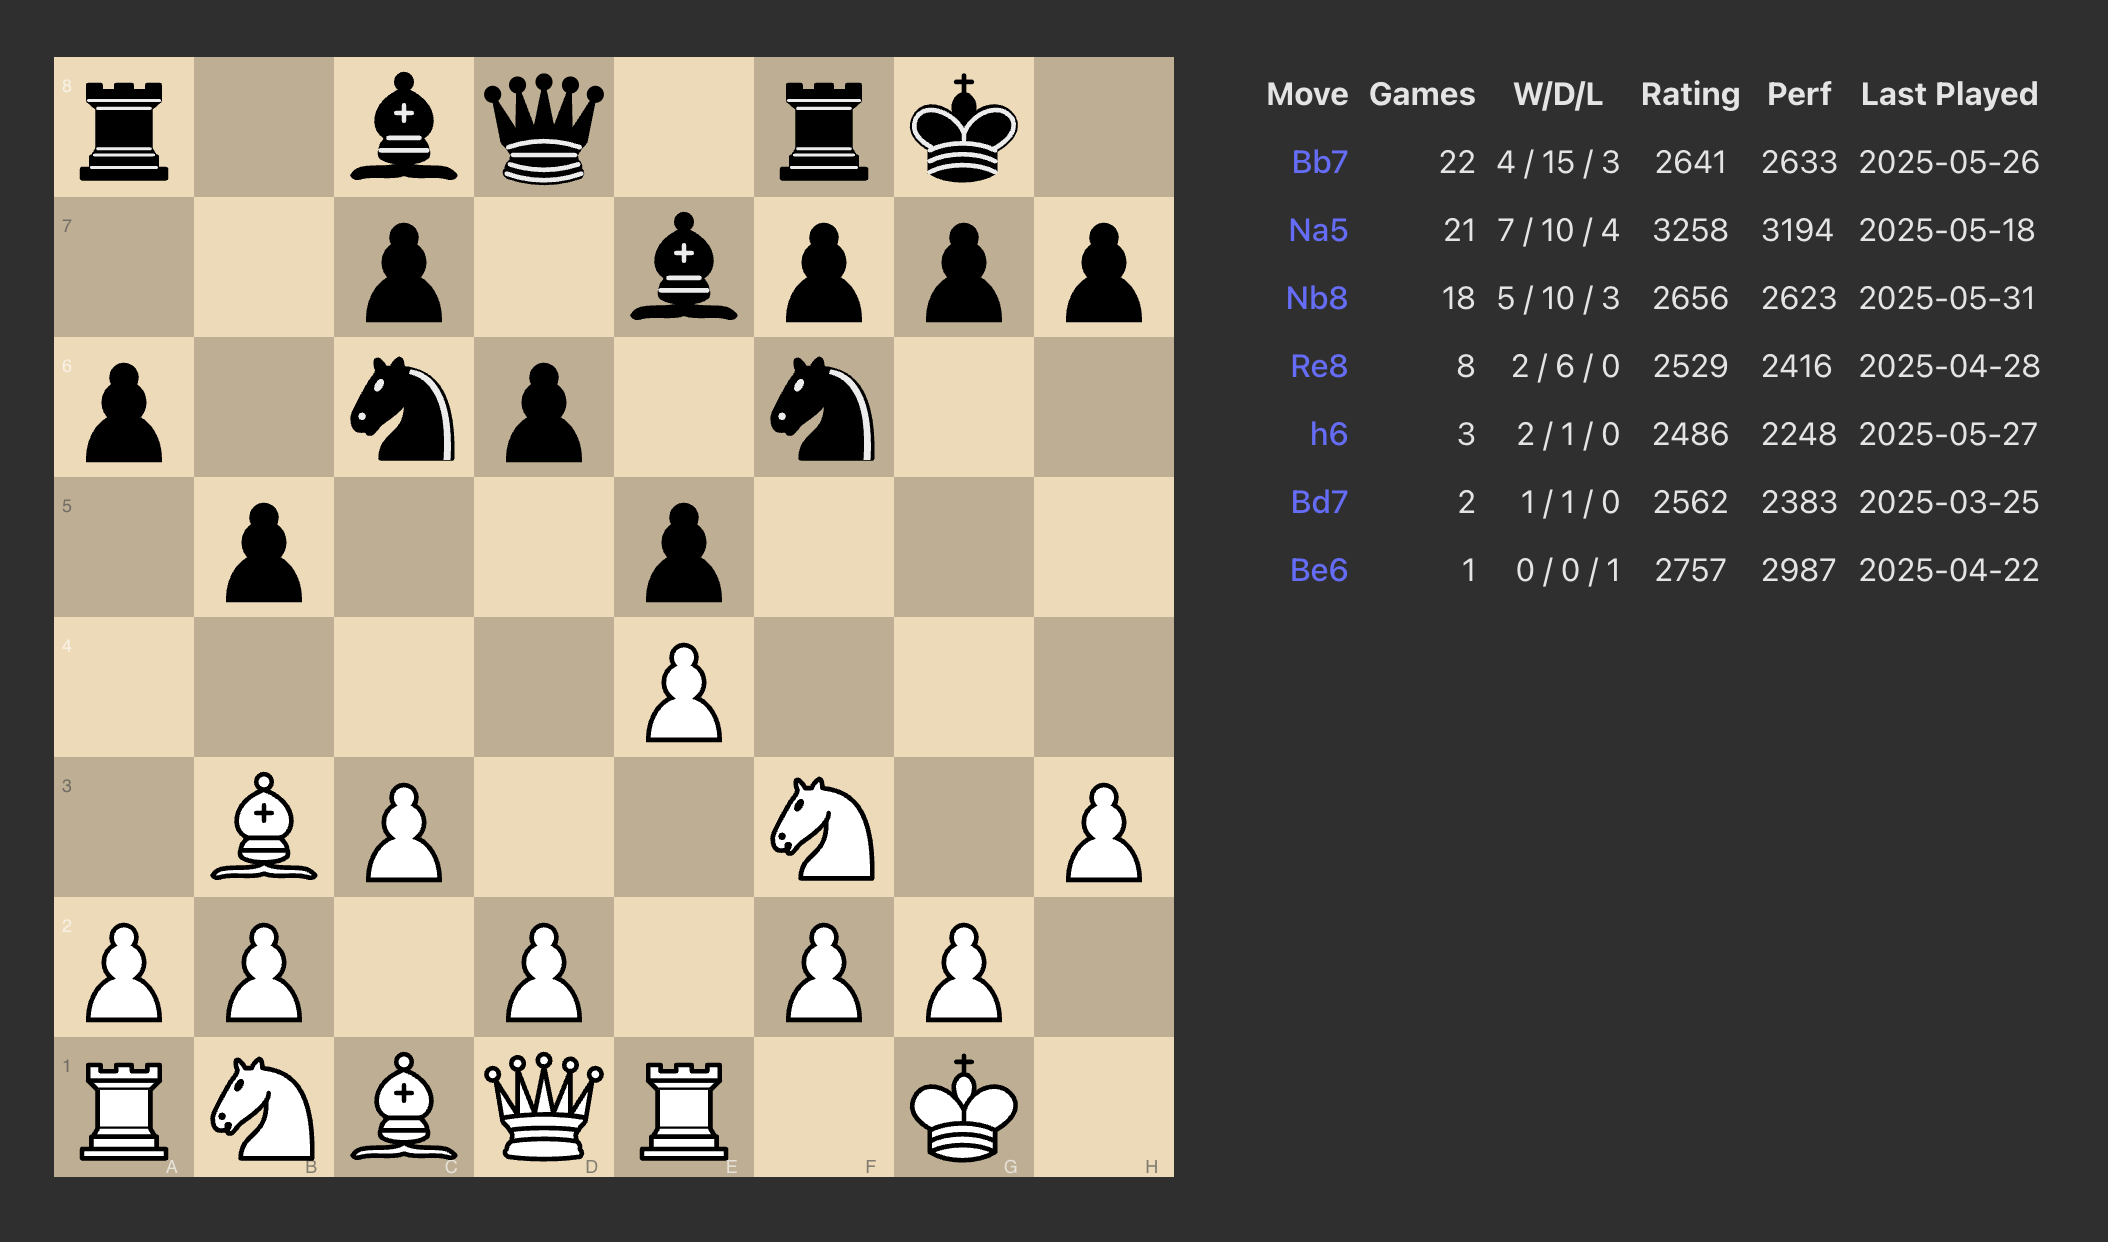 8
7
6
5
4
3
2
1
A B C D E F G H
Move Games W/D/L Rating Perf Last Played
Bb7 22 4 / 15 / 3 2641 2633 2025-05-26
Na5 21 7 / 10 / 4 3258 3194 2025-05-18
Nb8 18 5 / 10 / 3 2656 2623 2025-05-31
Re8 8 2 / 6 / 0 2529 2416 2025-04-28
h6 3 2 / 1 / 0 2486 2248 2025-05-27
Bd7 2 1 / 1 / 0 2562 2383 2025-03-25
Be6 1 0 / 0 / 1 2757 2987 2025-04-22